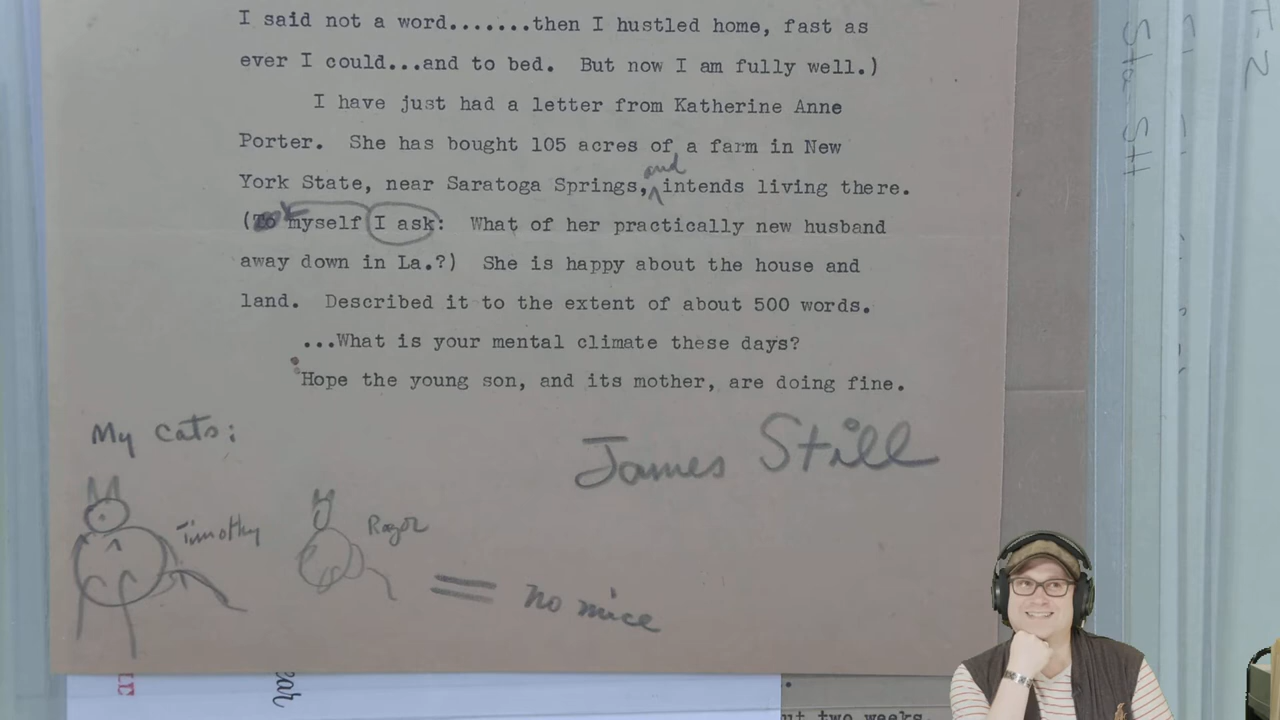 I said not a word.......then I hustled home, fast as
ever I could...and to bed.  But now I am fully well.)
I have just had a letter from Katherine Anne
Porter.  She has bought 105 acres of a farm in New
York State, near Saratoga Springs, and intends living there.
(To myself I ask:  What of her practically new husband
away down in La.?)  She is happy about the house and
land.  Described it to the extent of about 500 words.
...What is your mental climate these days?
Hope the young son, and its mother, are doing fine.
My cats:
James Still
Timothy
Roger
= no mice
ut two weeks.